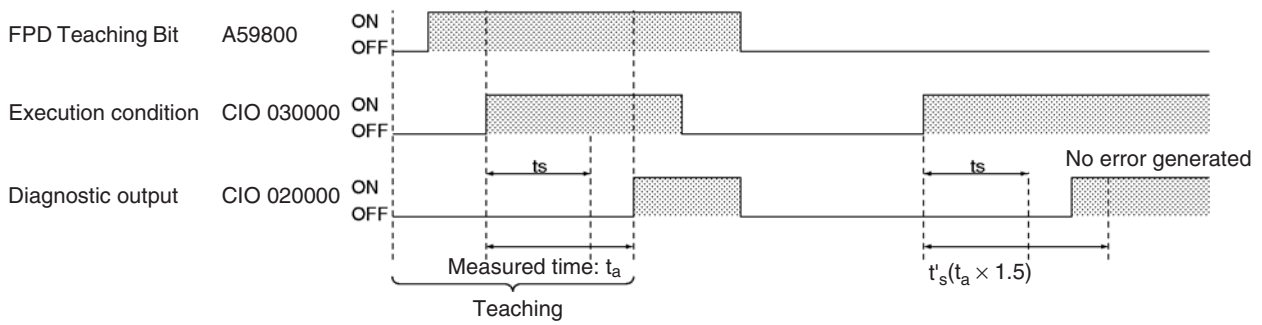 FPD Teaching Bit A59800 ON
OFF
Execution condition CIO 030000 ON
OFF
ts ts No error generated
Diagnostic output CIO 020000 ON
OFF
Measured time: ta t's(ta × 1.5)
Teaching